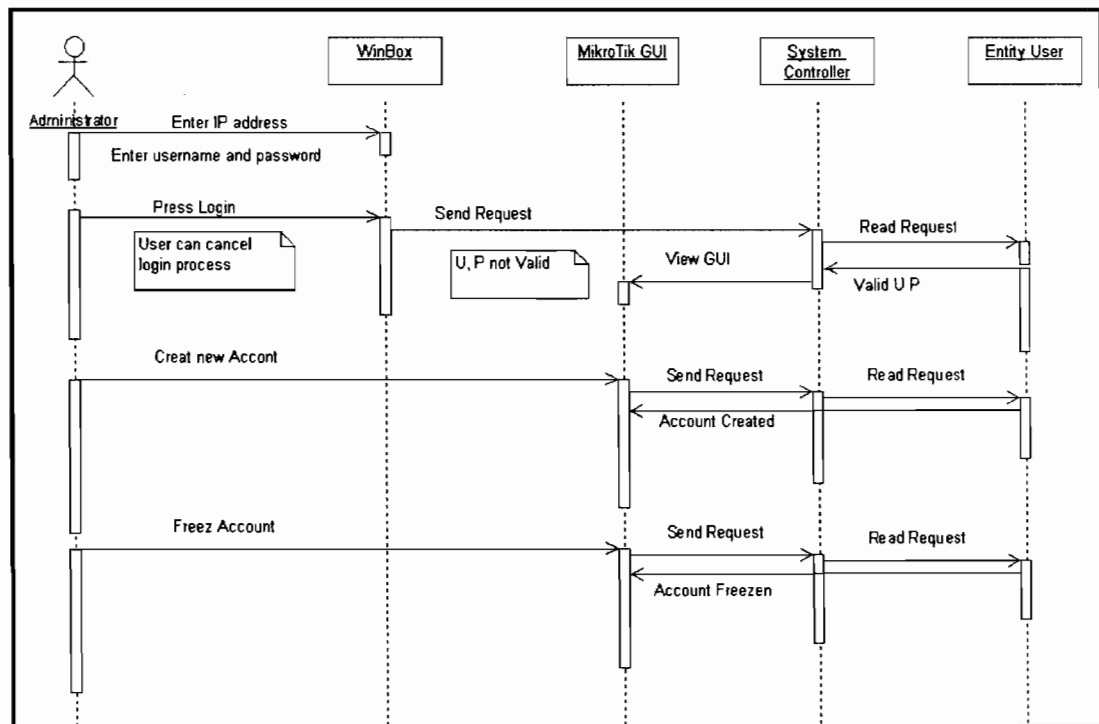 WinBox
MikroTik GUI
System
Controller
Entity User
Administrator
Enter IP address
Enter username and password
Press Login
Send Request
Read Request
User can cancel
login process
U, P not Valid
View GUI
Valid U P
Creat new Accont
Send Request
Read Request
Account Created
Freez Account
Send Request
Read Request
Account Freezen